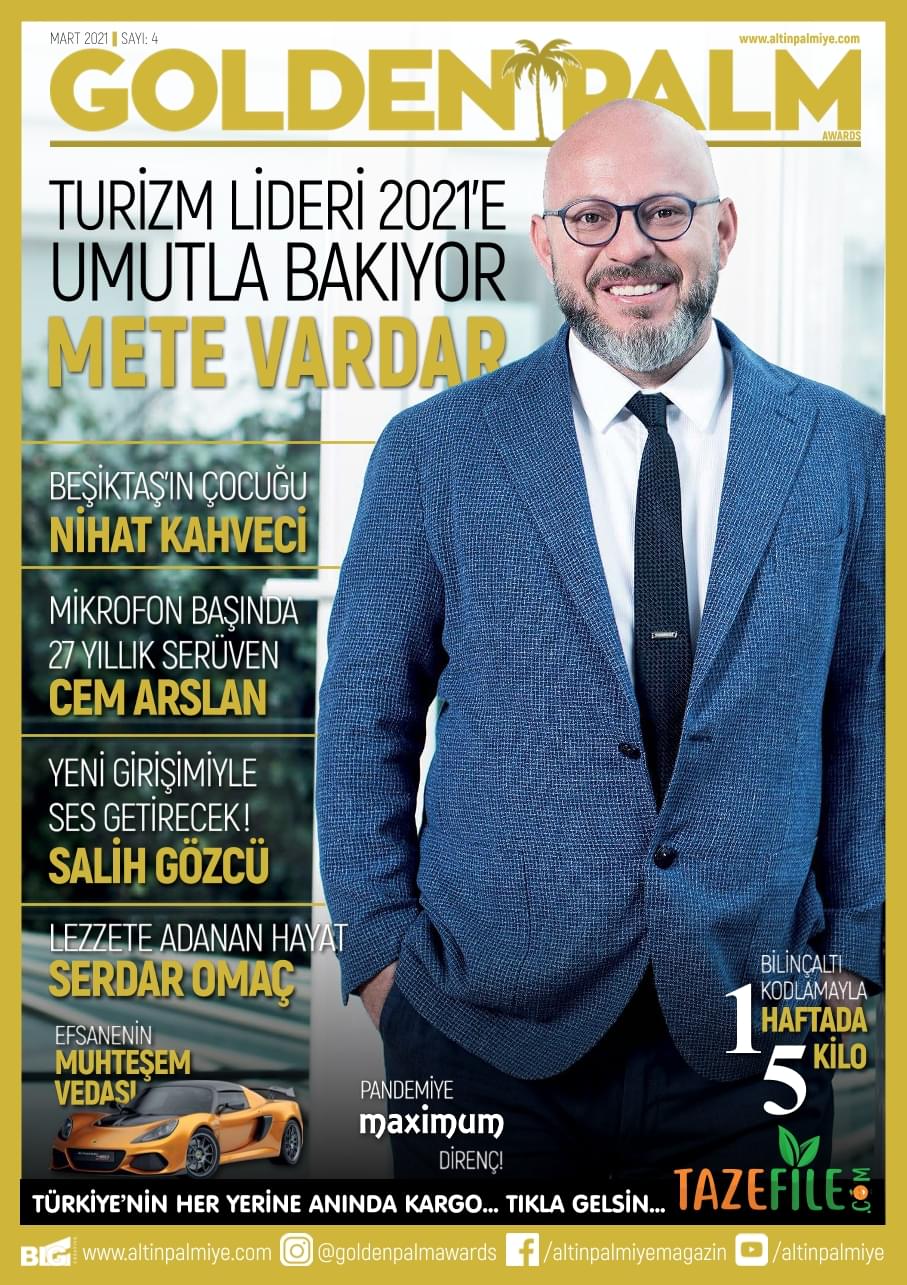 MART 2021 | SAYI: 4
www.altinpalmiye.com
GOLDEN PALM
AWARDS
TURİZM LİDERİ 2021'E
UMUTLA BAKIYOR
METE VARDAR
BEŞİKTAŞ'IN ÇOCUĞU
NİHAT KAHVECİ
MİKROFON BAŞINDA
27 YILLIK SERÜVEN
CEM ARSLAN
YENİ GİRİŞİMİYLE
SES GETİRECEK!
SALİH GÖZCÜ
LEZZETE ADANAN HAYAT
SERDAR OMAÇ
EFSANENİN
MUHTEŞEM
VEDASI
PANDEMİYE
maximum
DİRENÇ!
BİLİNÇALTI
KODLAMAYLA
1 HAFTADA
5 KİLO
TÜRKİYE'NİN HER YERİNE ANINDA KARGO... TIKLA GELSİN... TAZEFİLE.COM
BIG www.altinpalmiye.com @goldenpalmawards /altinpalmiyemagazin /altinpalmiye